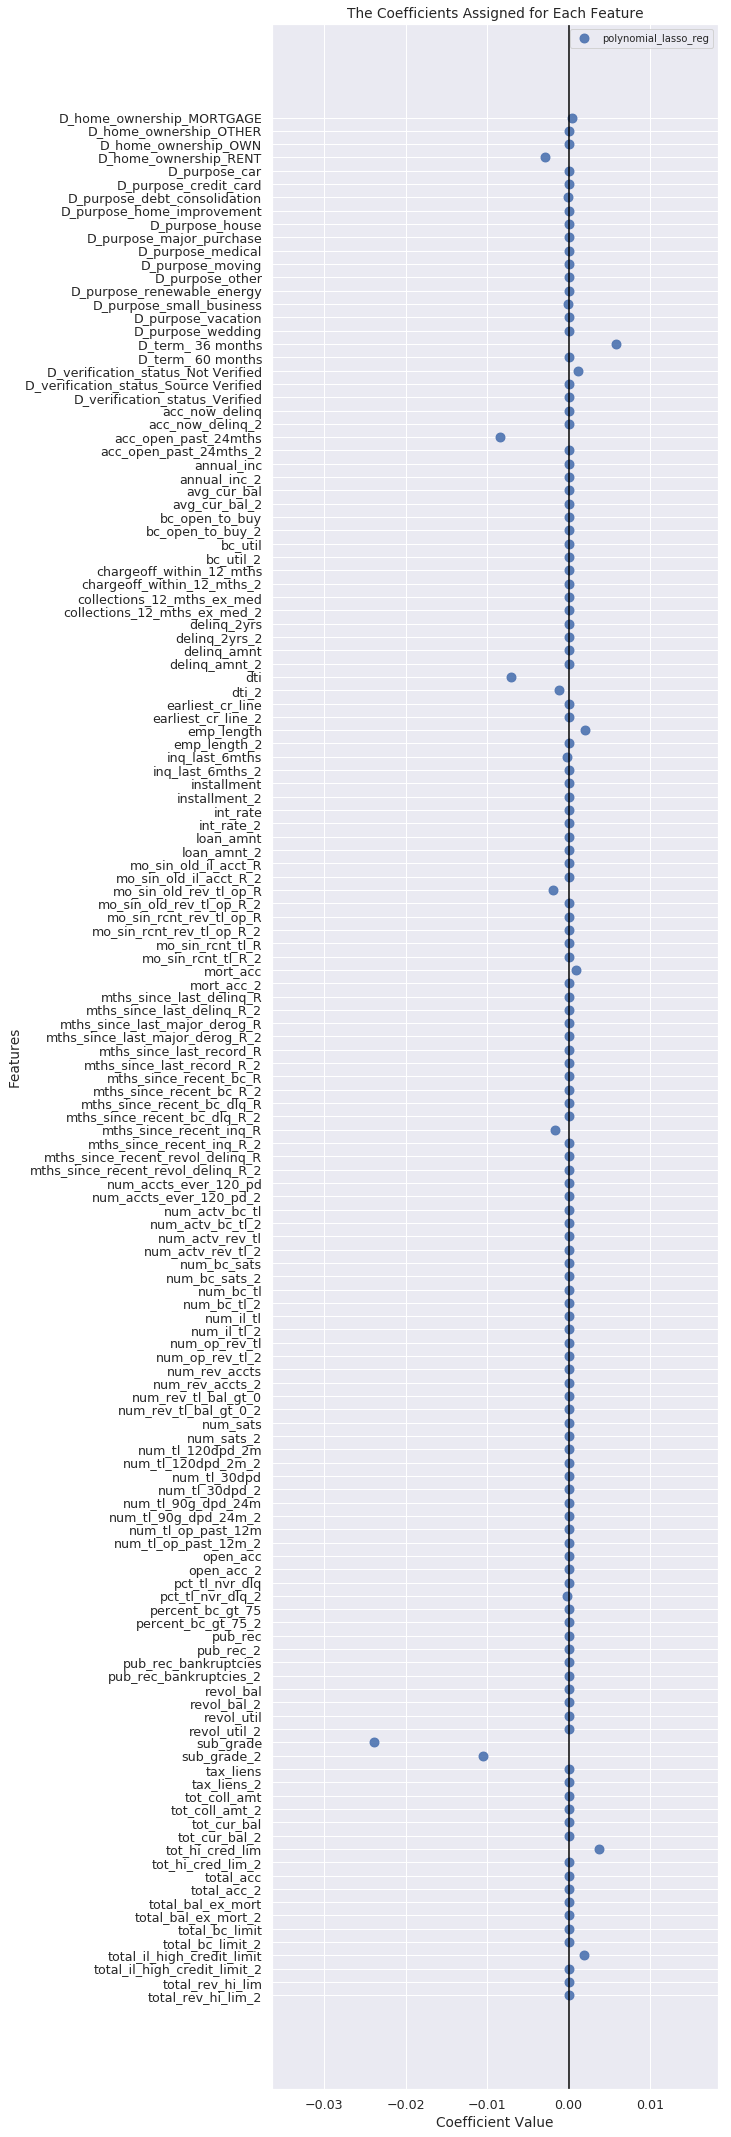 The Coefficients Assigned for Each Feature
polynomial_lasso_reg
D_home_ownership_MORTGAGE
D_home_ownership_OTHER
D_home_ownership_OWN
D_home_ownership_RENT
D_purpose_car
D_purpose_credit_card
D_purpose_debt_consolidation
D_purpose_home_improvement
D_purpose_house
D_purpose_major_purchase
D_purpose_medical
D_purpose_moving
D_purpose_other
D_purpose_renewable_energy
D_purpose_small_business
D_purpose_vacation
D_purpose_wedding
D_term_ 36 months
D_term_ 60 months
D_verification_status_Not Verified
D_verification_status_Source Verified
D_verification_status_Verified
acc_now_delinq
acc_now_delinq_2
acc_open_past_24mths
acc_open_past_24mths_2
annual_inc
annual_inc_2
avg_cur_bal
avg_cur_bal_2
bc_open_to_buy
bc_open_to_buy_2
bc_util
bc_util_2
chargeoff_within_12_mths
chargeoff_within_12_mths_2
collections_12_mths_ex_med
collections_12_mths_ex_med_2
delinq_2yrs
delinq_2yrs_2
delinq_amnt
delinq_amnt_2
dti
dti_2
earliest_cr_line
earliest_cr_line_2
emp_length
emp_length_2
inq_last_6mths
inq_last_6mths_2
installment
installment_2
int_rate
int_rate_2
loan_amnt
loan_amnt_2
mo_sin_old_il_acct_R
mo_sin_old_il_acct_R_2
mo_sin_old_rev_tl_op_R
mo_sin_old_rev_tl_op_R_2
mo_sin_rcnt_rev_tl_op_R
mo_sin_rcnt_rev_tl_op_R_2
mo_sin_rcnt_tl_R
mo_sin_rcnt_tl_R_2
mort_acc
mort_acc_2
mths_since_last_delinq_R
mths_since_last_delinq_R_2
mths_since_last_major_derog_R
mths_since_last_major_derog_R_2
mths_since_last_record_R
mths_since_last_record_R_2
mths_since_recent_bc_R
mths_since_recent_bc_R_2
mths_since_recent_bc_dlq_R
mths_since_recent_bc_dlq_R_2
mths_since_recent_inq_R
mths_since_recent_inq_R_2
mths_since_recent_revol_delinq_R
mths_since_recent_revol_delinq_R_2
num_accts_ever_120_pd
num_accts_ever_120_pd_2
num_actv_bc_tl
num_actv_bc_tl_2
num_actv_rev_tl
num_actv_rev_tl_2
num_bc_sats
num_bc_sats_2
num_bc_tl
num_bc_tl_2
num_il_tl
num_il_tl_2
num_op_rev_tl
num_op_rev_tl_2
num_rev_accts
num_rev_accts_2
num_rev_tl_bal_gt_0
num_rev_tl_bal_gt_0_2
num_sats
num_sats_2
num_tl_120dpd_2m
num_tl_120dpd_2m_2
num_tl_30dpd
num_tl_30dpd_2
num_tl_90g_dpd_24m
num_tl_90g_dpd_24m_2
num_tl_op_past_12m
num_tl_op_past_12m_2
open_acc
open_acc_2
pct_tl_nvr_dlq
pct_tl_nvr_dlq_2
percent_bc_gt_75
percent_bc_gt_75_2
pub_rec
pub_rec_2
pub_rec_bankruptcies
pub_rec_bankruptcies_2
revol_bal
revol_bal_2
revol_util
revol_util_2
sub_grade
sub_grade_2
tax_liens
tax_liens_2
tot_coll_amt
tot_coll_amt_2
tot_cur_bal
tot_cur_bal_2
tot_hi_cred_lim
tot_hi_cred_lim_2
total_acc
total_acc_2
total_bal_ex_mort
total_bal_ex_mort_2
total_bc_limit
total_bc_limit_2
total_il_high_credit_limit
total_il_high_credit_limit_2
total_rev_hi_lim
total_rev_hi_lim_2
Features
−0.03 −0.02 −0.01 0.00 0.01
Coefficient Value